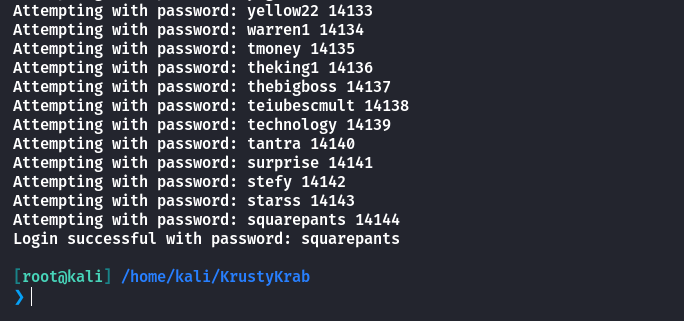 Attempting with password: yellow22 14133
Attempting with password: warren1 14134
Attempting with password: tmoney 14135
Attempting with password: theking1 14136
Attempting with password: thebigboss 14137
Attempting with password: teiubescmult 14138
Attempting with password: technology 14139
Attempting with password: tantra 14140
Attempting with password: surprise 14141
Attempting with password: stefy 14142
Attempting with password: starss 14143
Attempting with password: squarepants 14144
Login successful with password: squarepants
[root@kali] /home/kali/KrustyKrab
❯